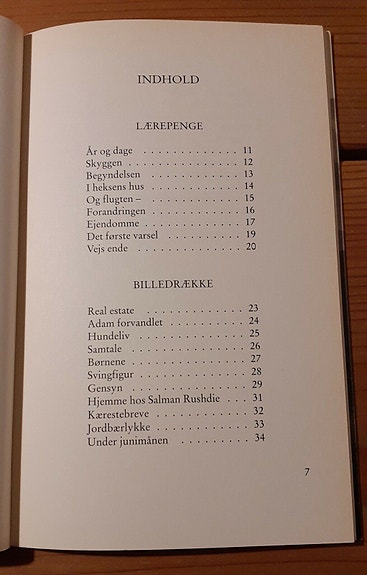 INDHOLD
LÆREPENGE
År og dage . . . . . . . . . . . . . 11
Skyggen . . . . . . . . . . . . . . . 12
Begyndelsen . . . . . . . . . . . . . 13
I heksens hus . . . . . . . . . . . . 14
Og flugten – . . . . . . . . . . . . 15
Forandringen . . . . . . . . . . . . 16
Ejendomme . . . . . . . . . . . . . 17
Det første varsel . . . . . . . . . . 19
Vejs ende . . . . . . . . . . . . . . 20
BILLEDRÆKKE
Real estate . . . . . . . . . . . . . 23
Adam forvandlet . . . . . . . . . . 24
Hundeliv . . . . . . . . . . . . . . 25
Samtale . . . . . . . . . . . . . . . 26
Børnene . . . . . . . . . . . . . . . 27
Svingfigur . . . . . . . . . . . . . 28
Gensyn . . . . . . . . . . . . . . . 29
Hjemme hos Salman Rushdie . . . 31
Kærestebreve . . . . . . . . . . . . 32
Jordbærlykke . . . . . . . . . . . . 33
Under junimånen . . . . . . . . . 34
7